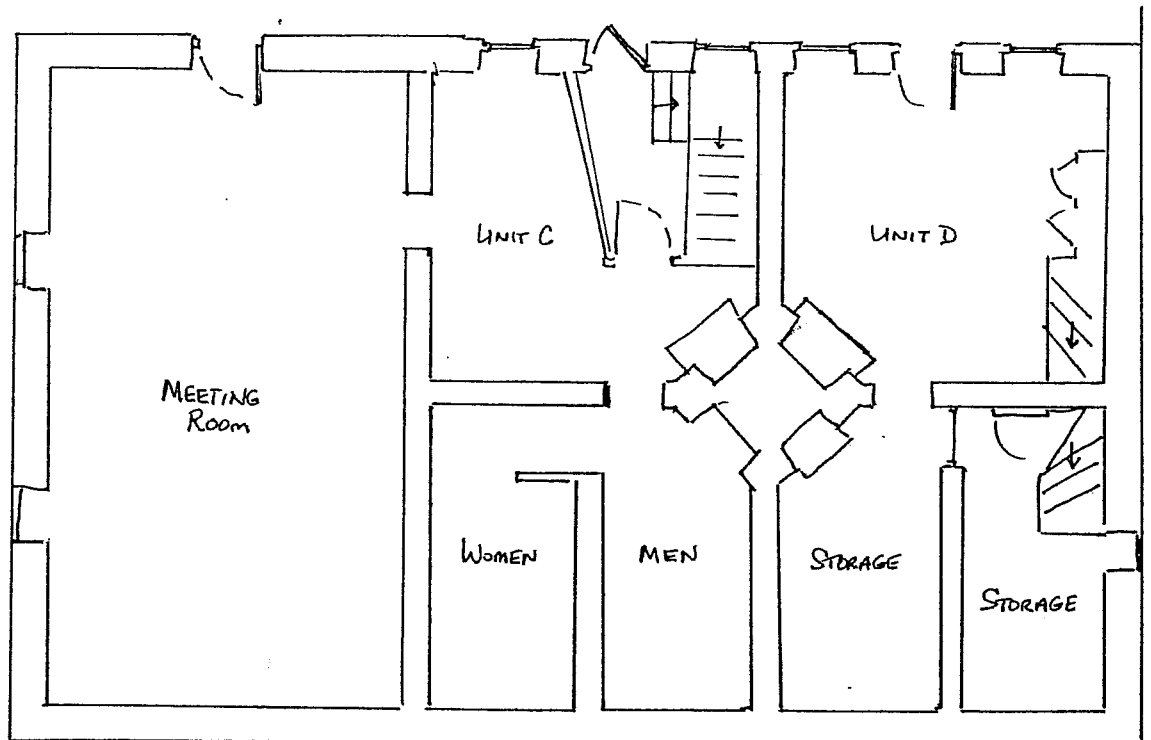 UNIT C
UNIT D
MEETING
ROOM
WOMEN
MEN
STORAGE
STORAGE